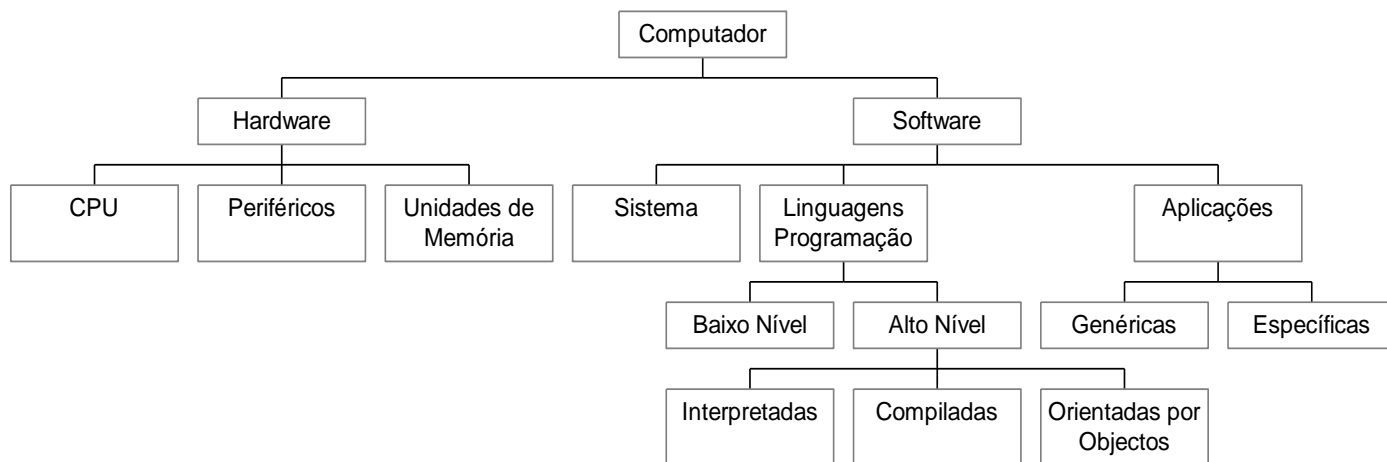 Computador
Hardware
Software
CPU
Periféricos
Unidades de
Memória
Sistema
Linguagens
Programação
Aplicações
Baixo Nível
Alto Nível
Genéricas
Específicas
Interpretadas
Compiladas
Orientadas por
Objectos